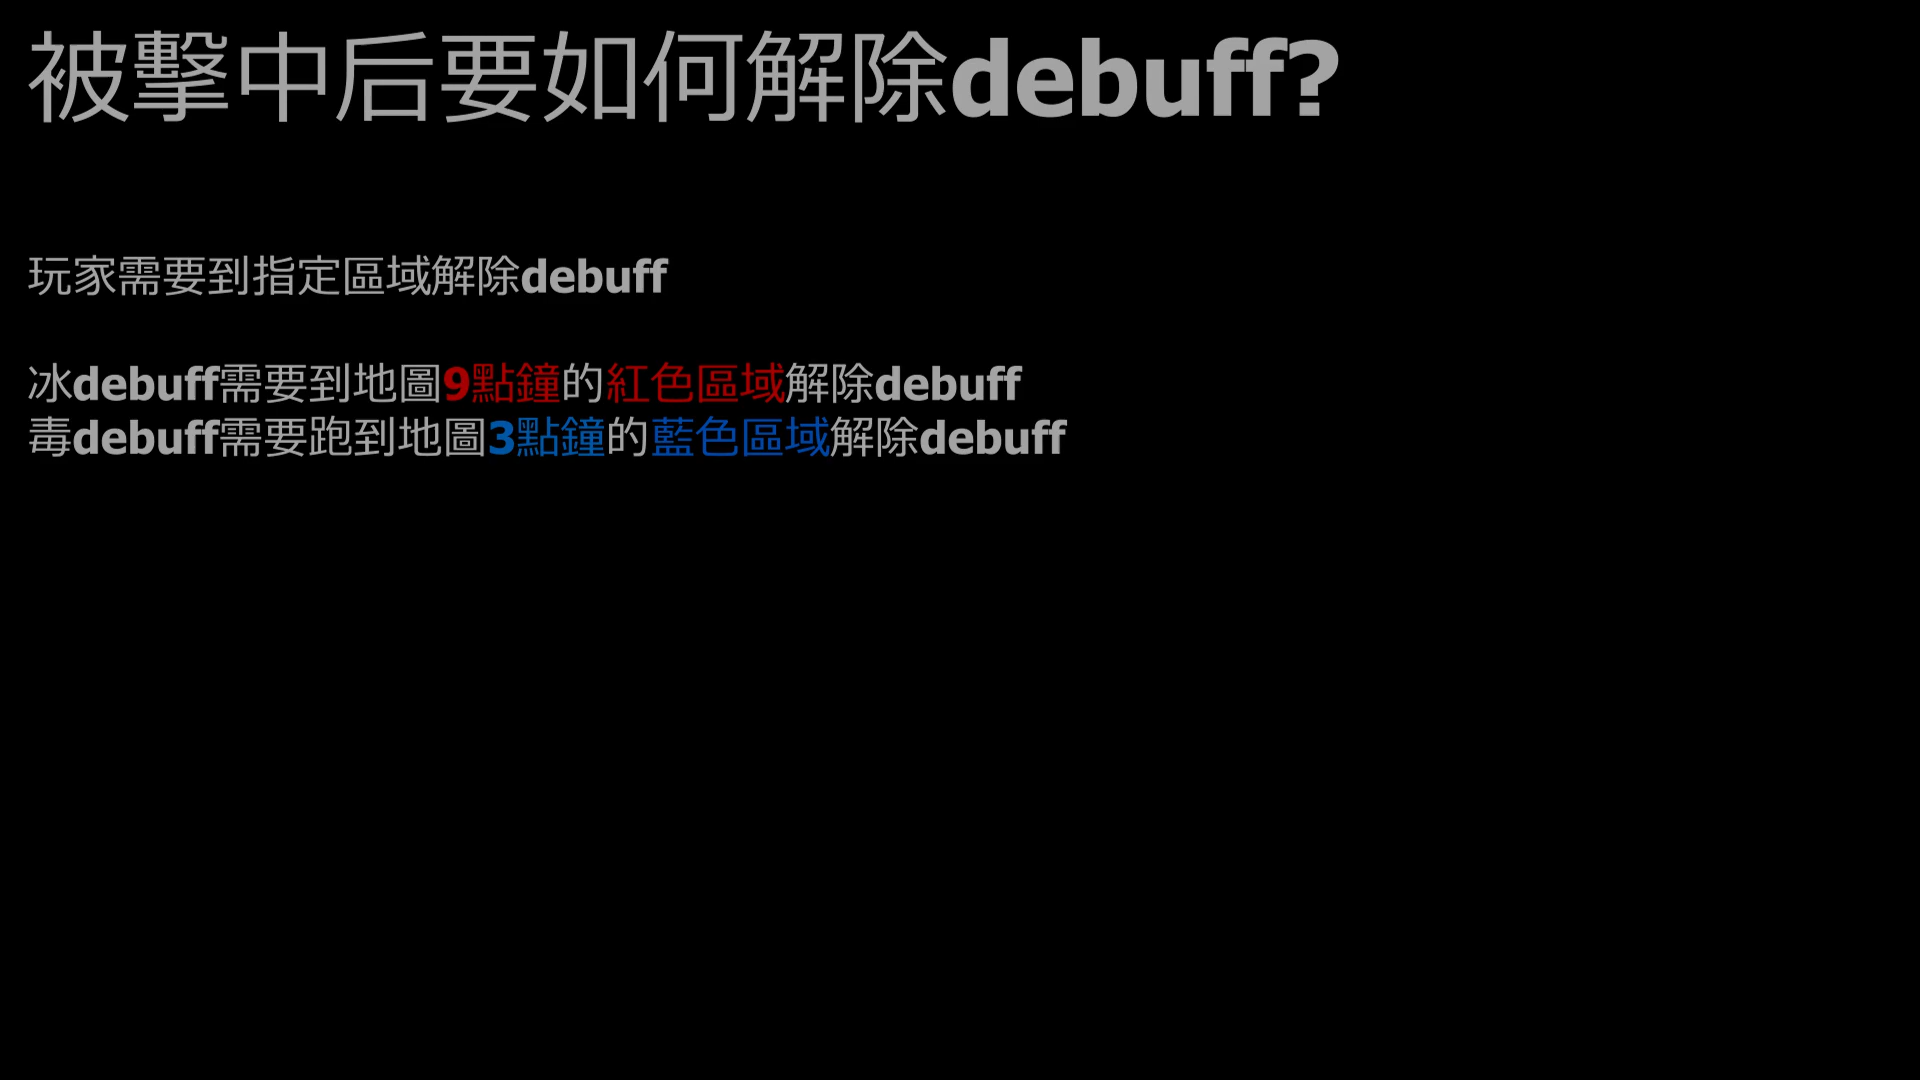 被擊中后要如何解除debuff?
玩家需要到指定區域解除debuff
冰debuff需要到地圖9點鐘的紅色區域解除debuff
毒debuff需要跑到地圖3點鐘的藍色區域解除debuff